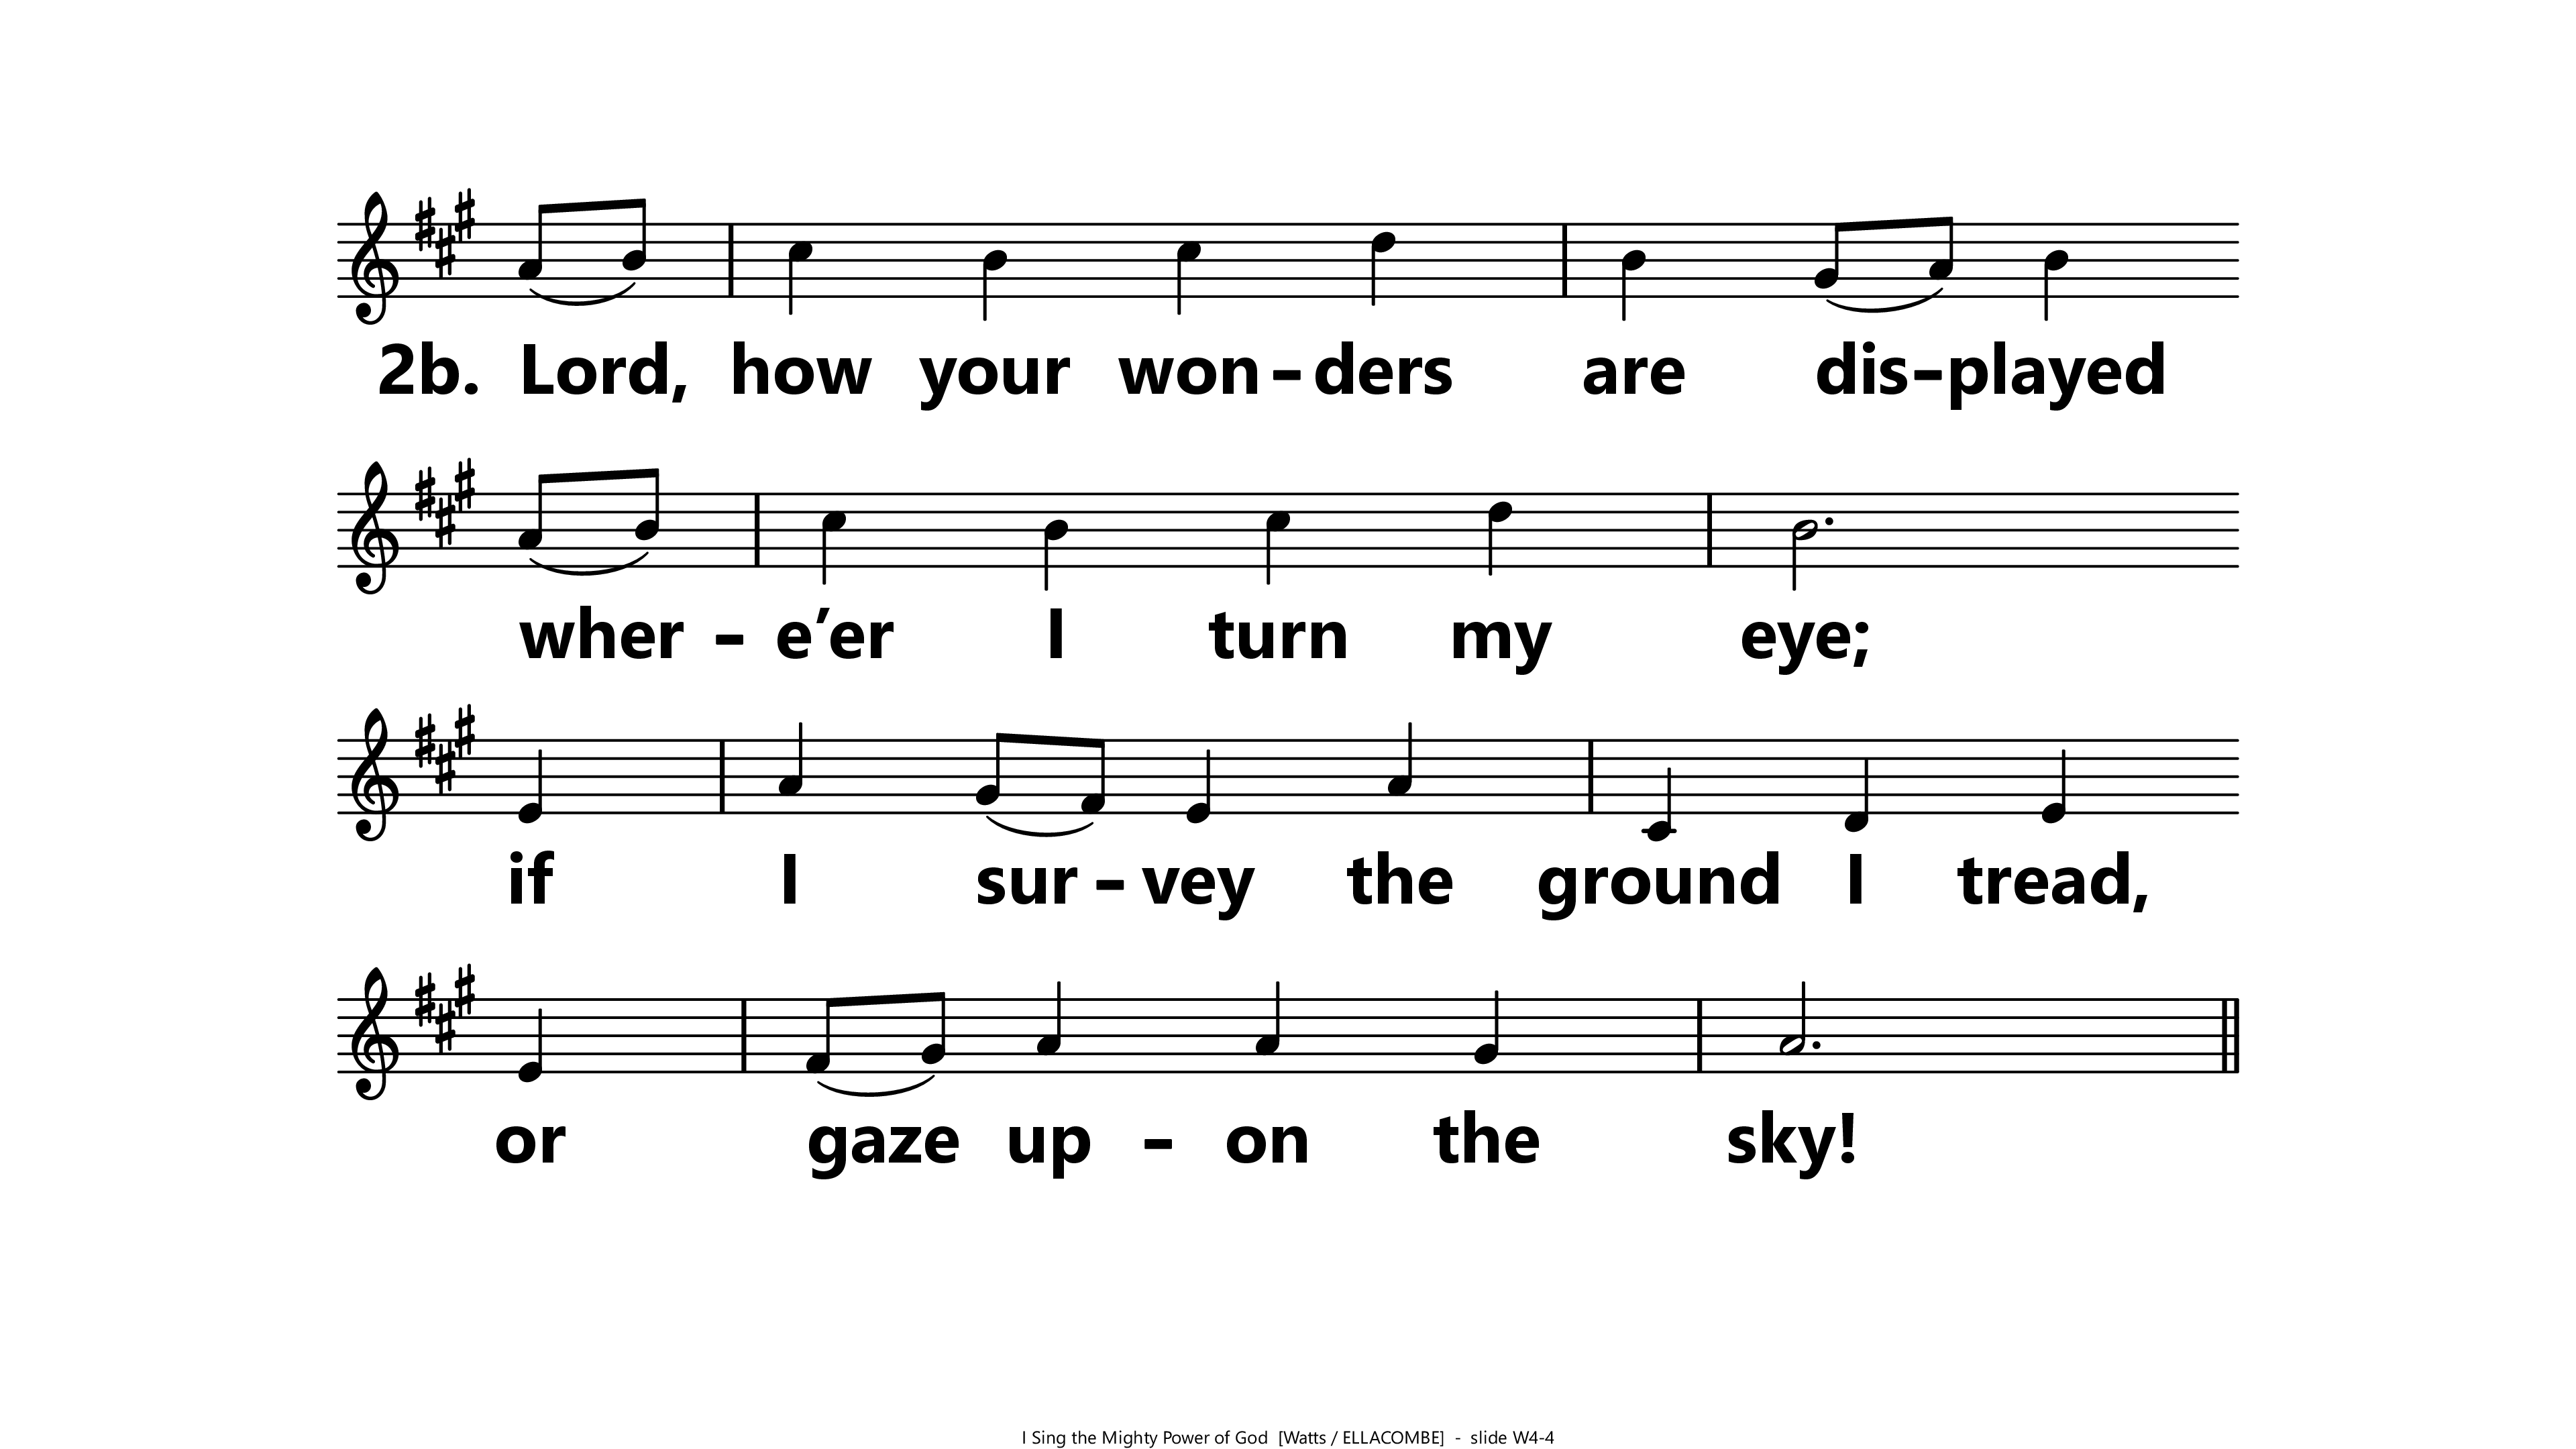 2b. Lord, how your won-ders are dis-played
wher - e’er I turn my eye;
if I sur-vey the ground I tread,
or gaze up - on the sky!
I Sing the Mighty Power of God [Watts / ELLACOMBE] - slide W4-4